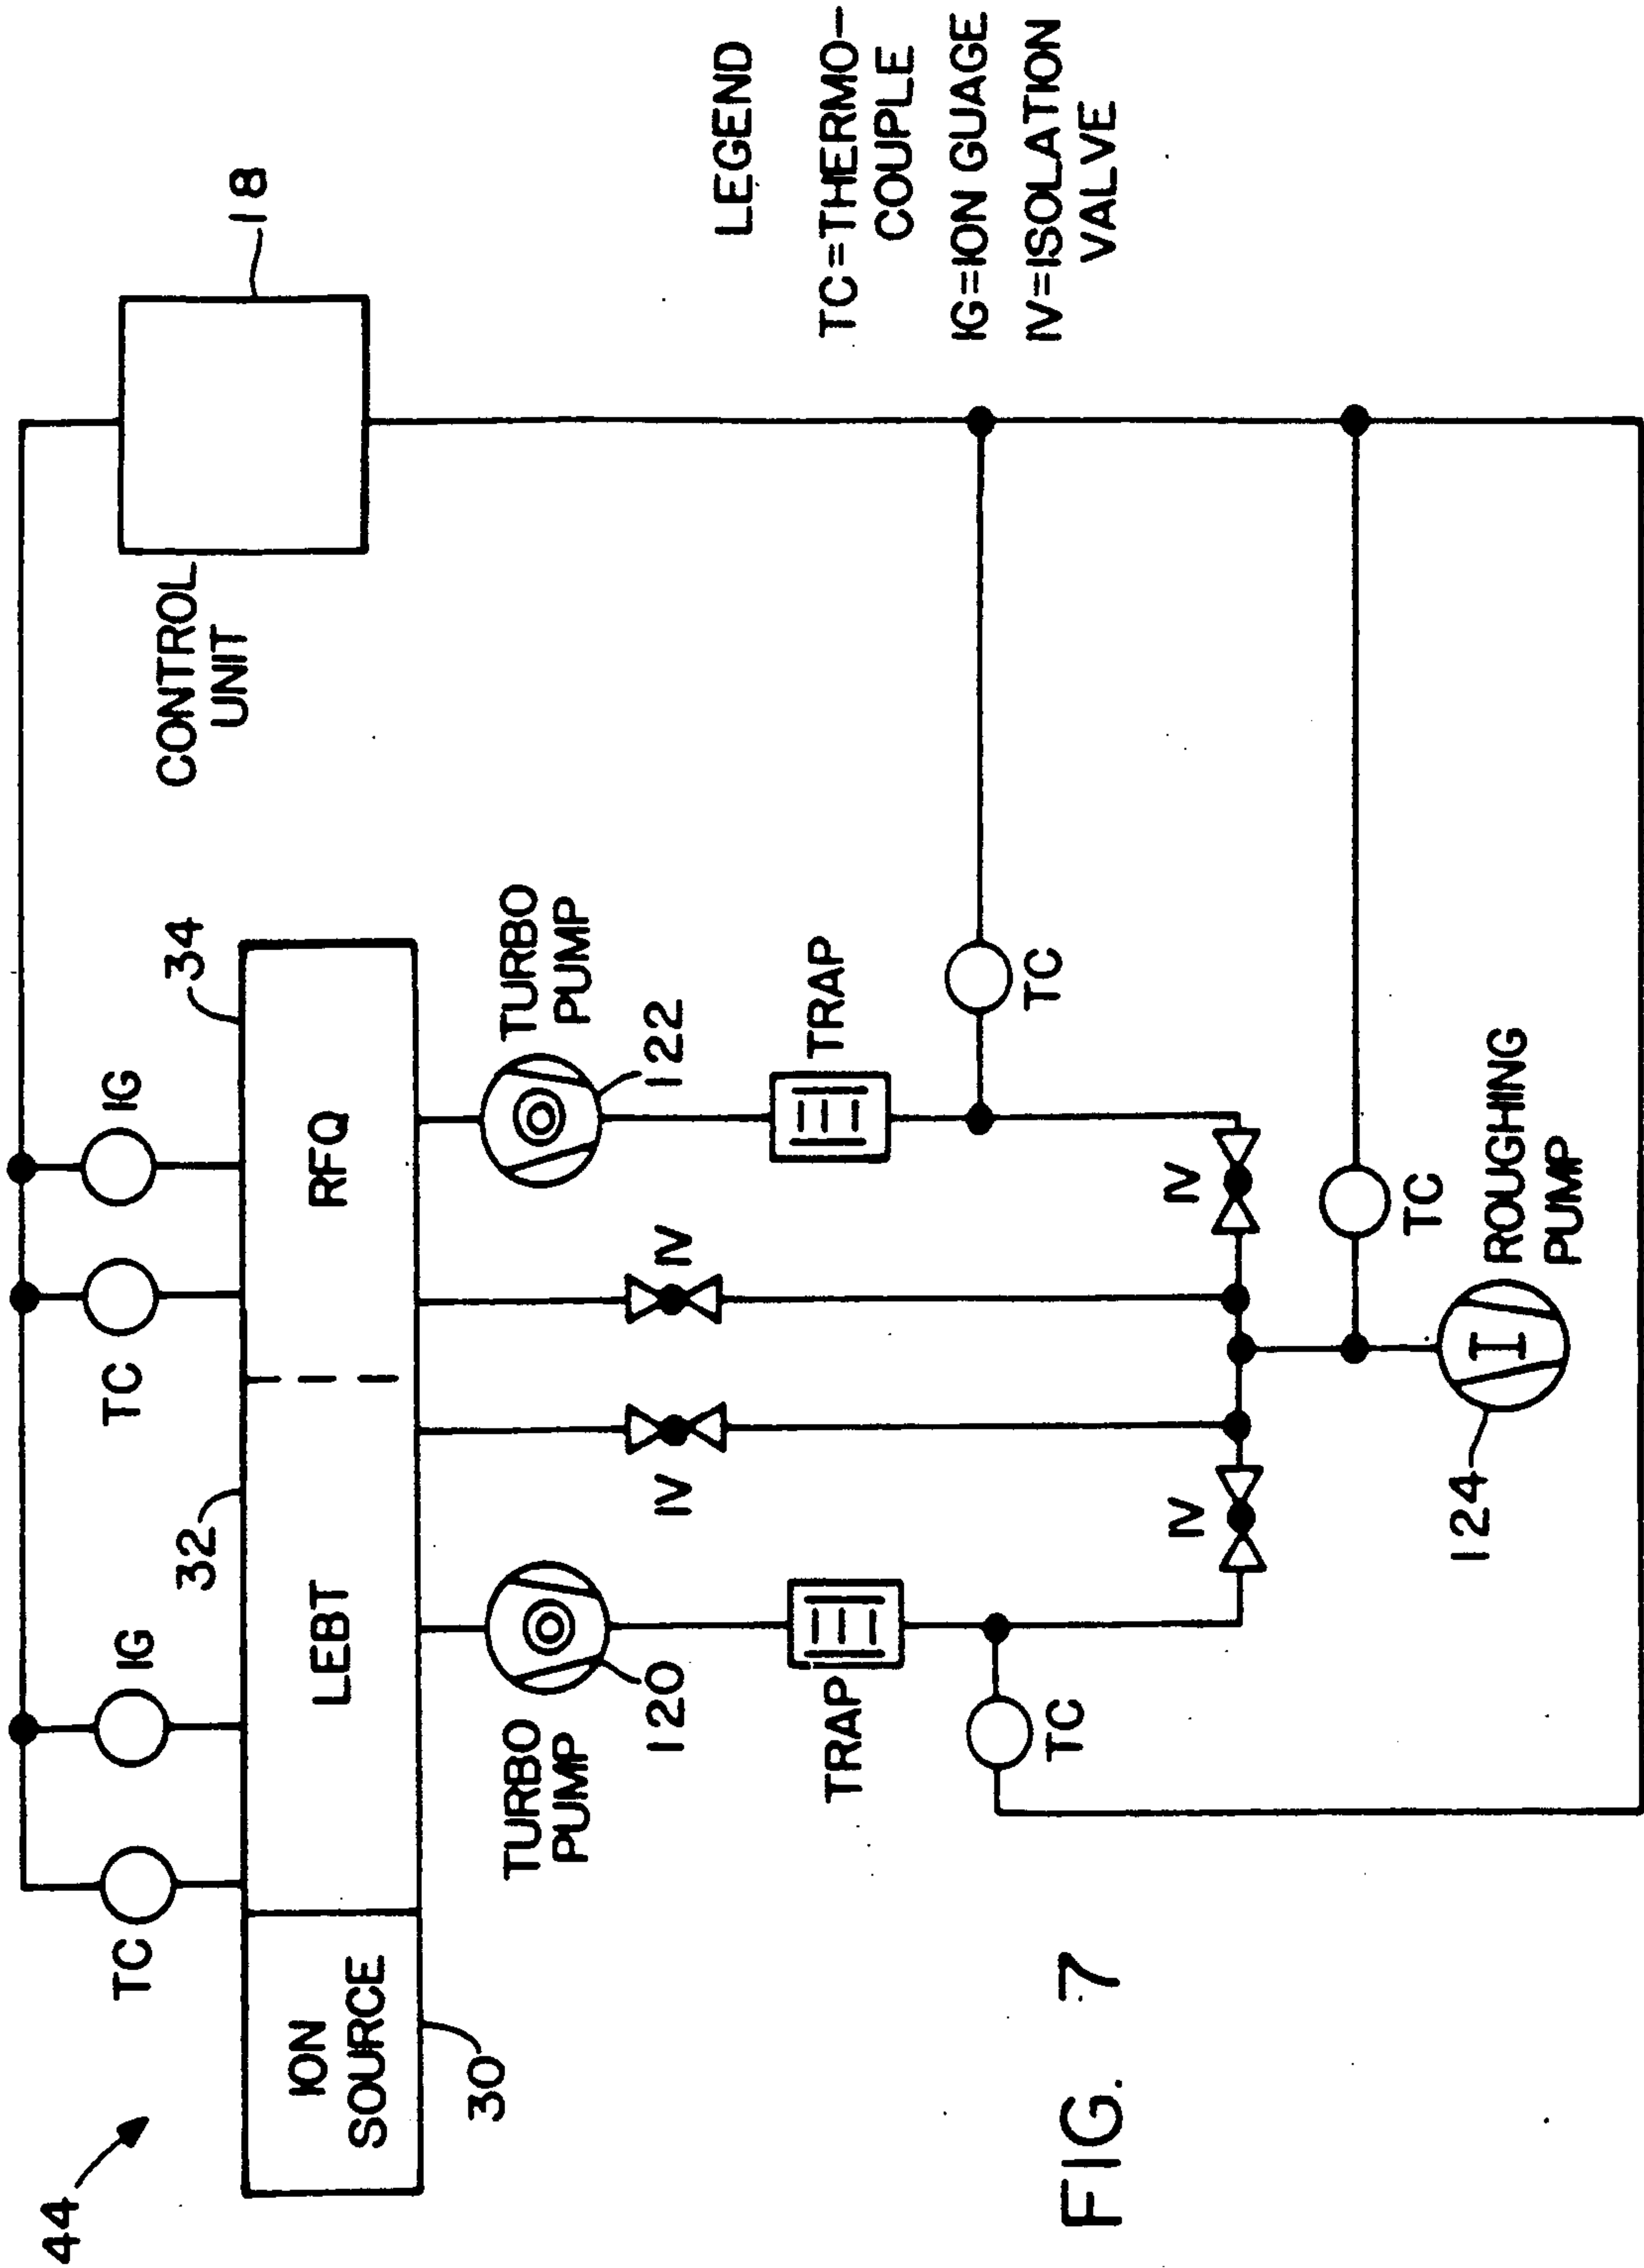 44
TC
IG
TC
IG
18
32
34
ION
SOURCE
LEBT
RFQ
CONTROL
UNIT
30
TURBO
PUMP
120
IV
IV
TURBO
PUMP
122
TRAP
TRAP
TC
TC
IV
IV
TC
124
ROUGHING
PUMP
LEGEND
TC=THERMO-
COUPLE
IG=ION GUAGE
IV=ISOLATION
VALVE
FIG. 7